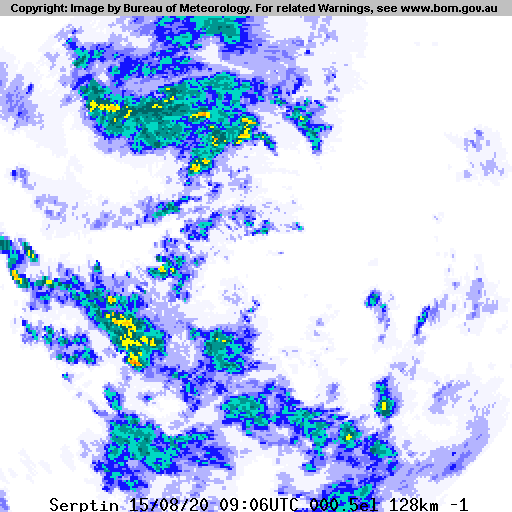 Copyright: Image by Bureau of Meteorology. For related Warnings, see www.bom.gov.au
Serptin 15/08/20 09:06UTC 000.5el 128km -1